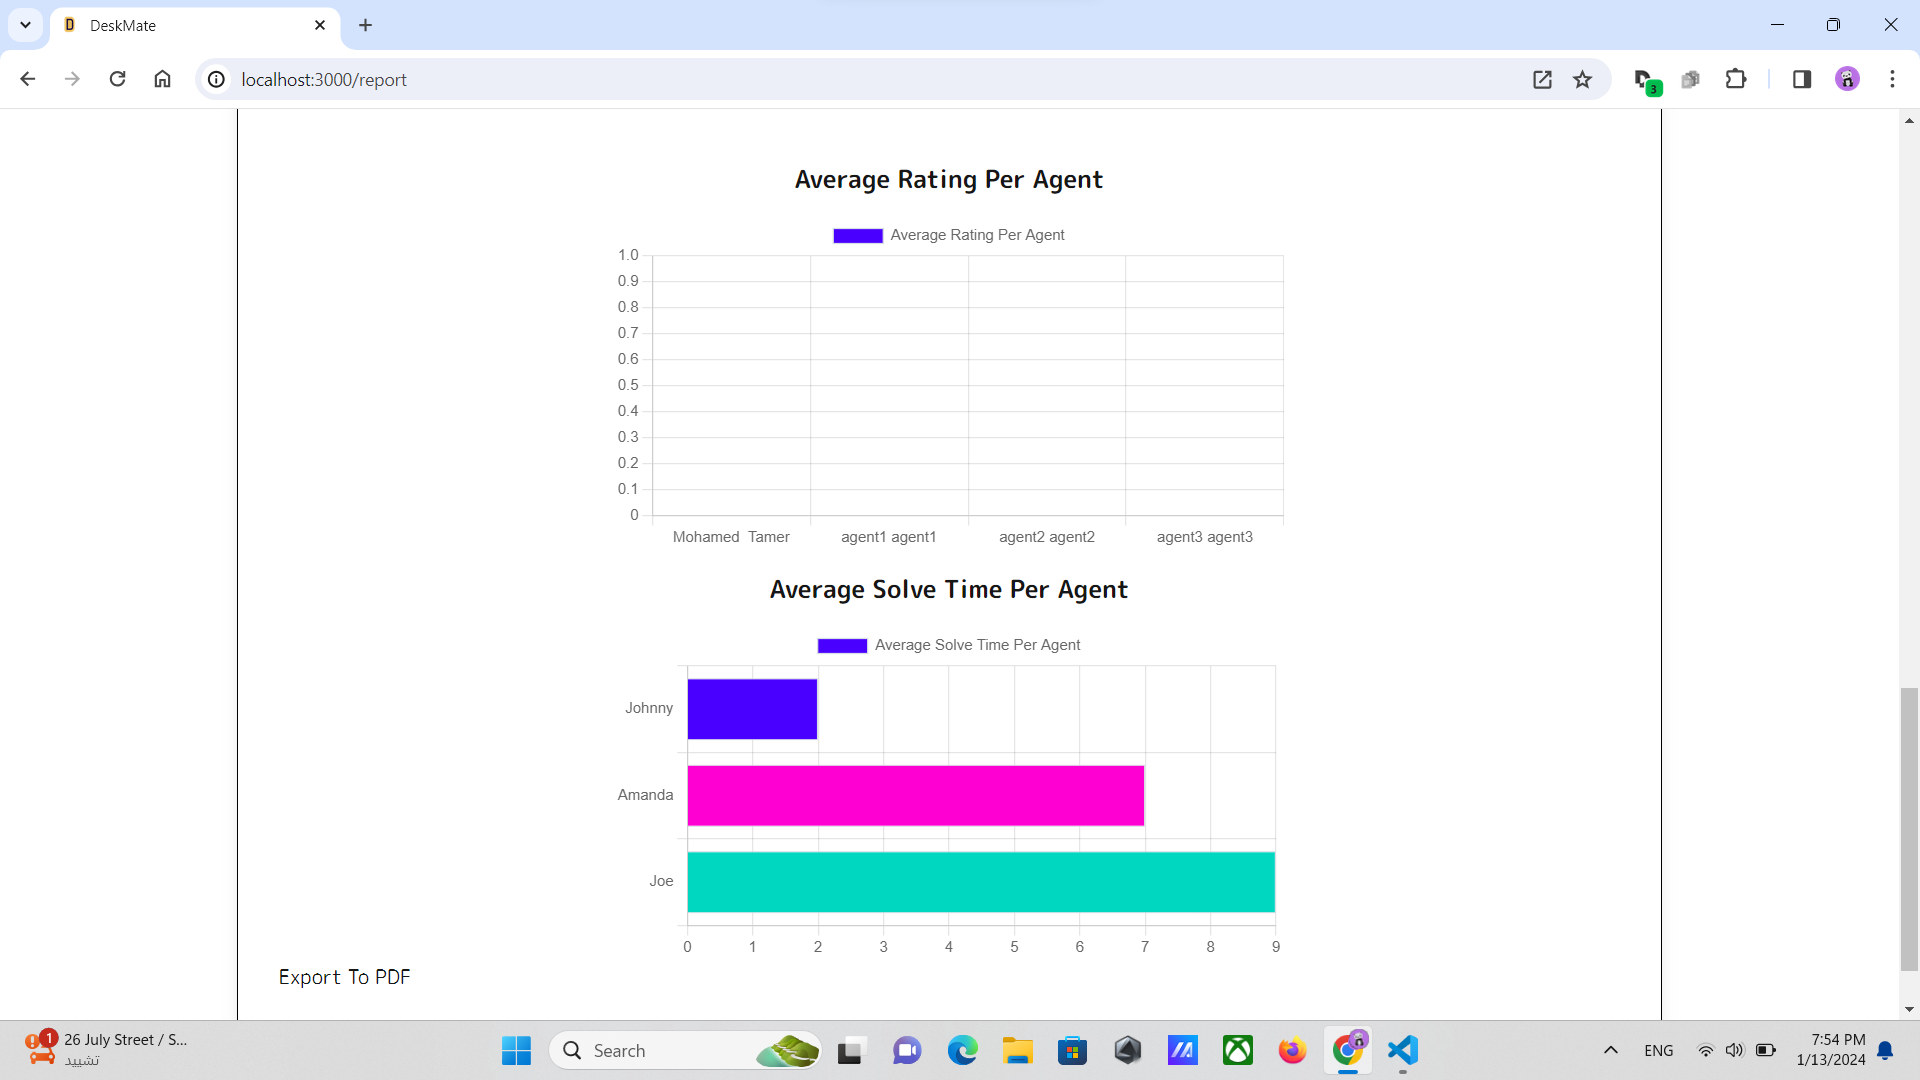 DeskMate
localhost:3000/report
3
Average Rating Per Agent
Average Rating Per Agent
1.0
0.9
0.8
0.7
0.6
0.5
0.4
0.3
0.2
0.1
0
Mohamed Tamer agent1 agent1 agent2 agent2 agent3 agent3
Average Solve Time Per Agent
Average Solve Time Per Agent
Johnny
Amanda
Joe
0 1 2 3 4 5 6 7 8 9
Export To PDF
1
26 July Street / S...
تشييد
Search
ENG
7:54 PM
1/13/2024